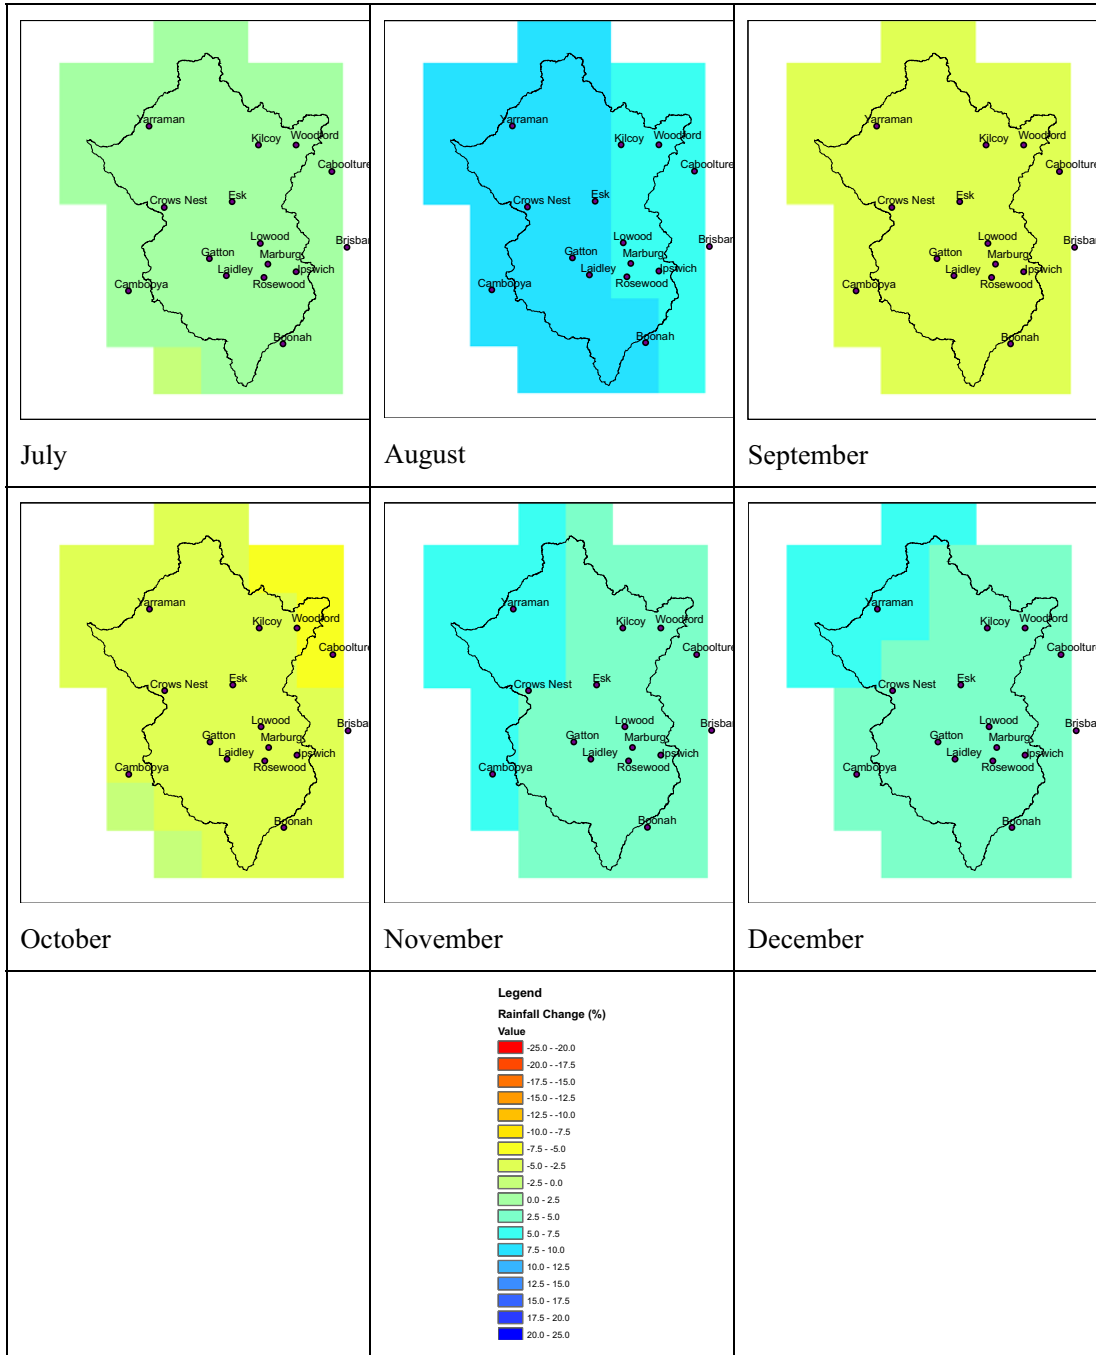 Yarraman
Kilcoy
Woodford
Caboolture
Crows Nest
Esk
Lowood
Gatton
Marburg
Brisban
Laidley
Ipswich
Cambooya
Rosewood
Boonah
July
Yarraman
Kilcoy
Woodford
Caboolture
Crows Nest
Esk
Lowood
Gatton
Marburg
Brisban
Laidley
Ipswich
Cambooya
Rosewood
Boonah
August
Yarraman
Kilcoy
Woodford
Caboolture
Crows Nest
Esk
Lowood
Gatton
Marburg
Brisban
Laidley
Ipswich
Cambooya
Rosewood
Boonah
September
Yarraman
Kilcoy
Woodford
Caboolture
Crows Nest
Esk
Lowood
Gatton
Marburg
Brisba
Laidley
Ipswich
Cambooya
Rosewood
Boonah
October
Yarraman
Kilcoy
Woodford
Caboolture
Crows Nest
Esk
Lowood
Gatton
Marburg
Brisba
Laidley
Ipswich
Cambooya
Rosewood
Boonah
November
Yarraman
Kilcoy
Woodford
Caboolture
Crows Nest
Esk
Lowood
Gatton
Marburg
Brisba
Laidley
Ipswich
Cambooya
Rosewood
Boonah
December
Legend
Rainfall Change (%)
Value
-25.0 - -20.0
-20.0 - -17.5
-17.5 - -15.0
-15.0 - -12.5
-12.5 - -10.0
-10.0 - -7.5
-7.5 - -5.0
-5.0 - -2.5
-2.5 - 0.0
0.0 - 2.5
2.5 - 5.0
5.0 - 7.5
7.5 - 10.0
10.0 - 12.5
12.5 - 15.0
15.0 - 17.5
17.5 - 20.0
20.0 - 25.0